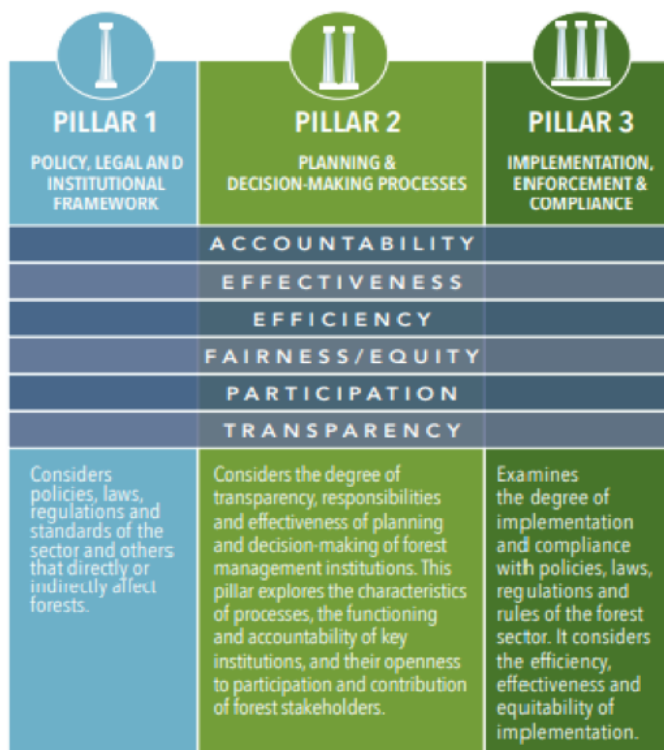 PILLAR 1
POLICY, LEGAL AND
INSTITUTIONAL
FRAMEWORK
PILLAR 2
PLANNING &
DECISION-MAKING PROCESSES
PILLAR 3
IMPLEMENTATION,
ENFORCEMENT &
COMPLIANCE
ACCOUNTABILITY
EFFECTIVENESS
EFFICIENCY
FAIRNESS/EQUITY
PARTICIPATION
TRANSPARENCY
Considers
policies, laws,
regulations and
standards of the
sector and others
that directly or
indirectly affect
forests.
Considers the degree of
transparency, responsibilities
and effectiveness of planning
and decision-making of forest
management institutions. This
pillar explores the characteristics
of processes, the functioning
and accountability of key
institutions, and their openness
to participation and contribution
of forest stakeholders.
Examines
the degree of
implementation
and compliance
with policies, laws,
regulations and
rules of the forest
sector. It considers
the efficiency,
effectiveness and
equitability of
implementation.